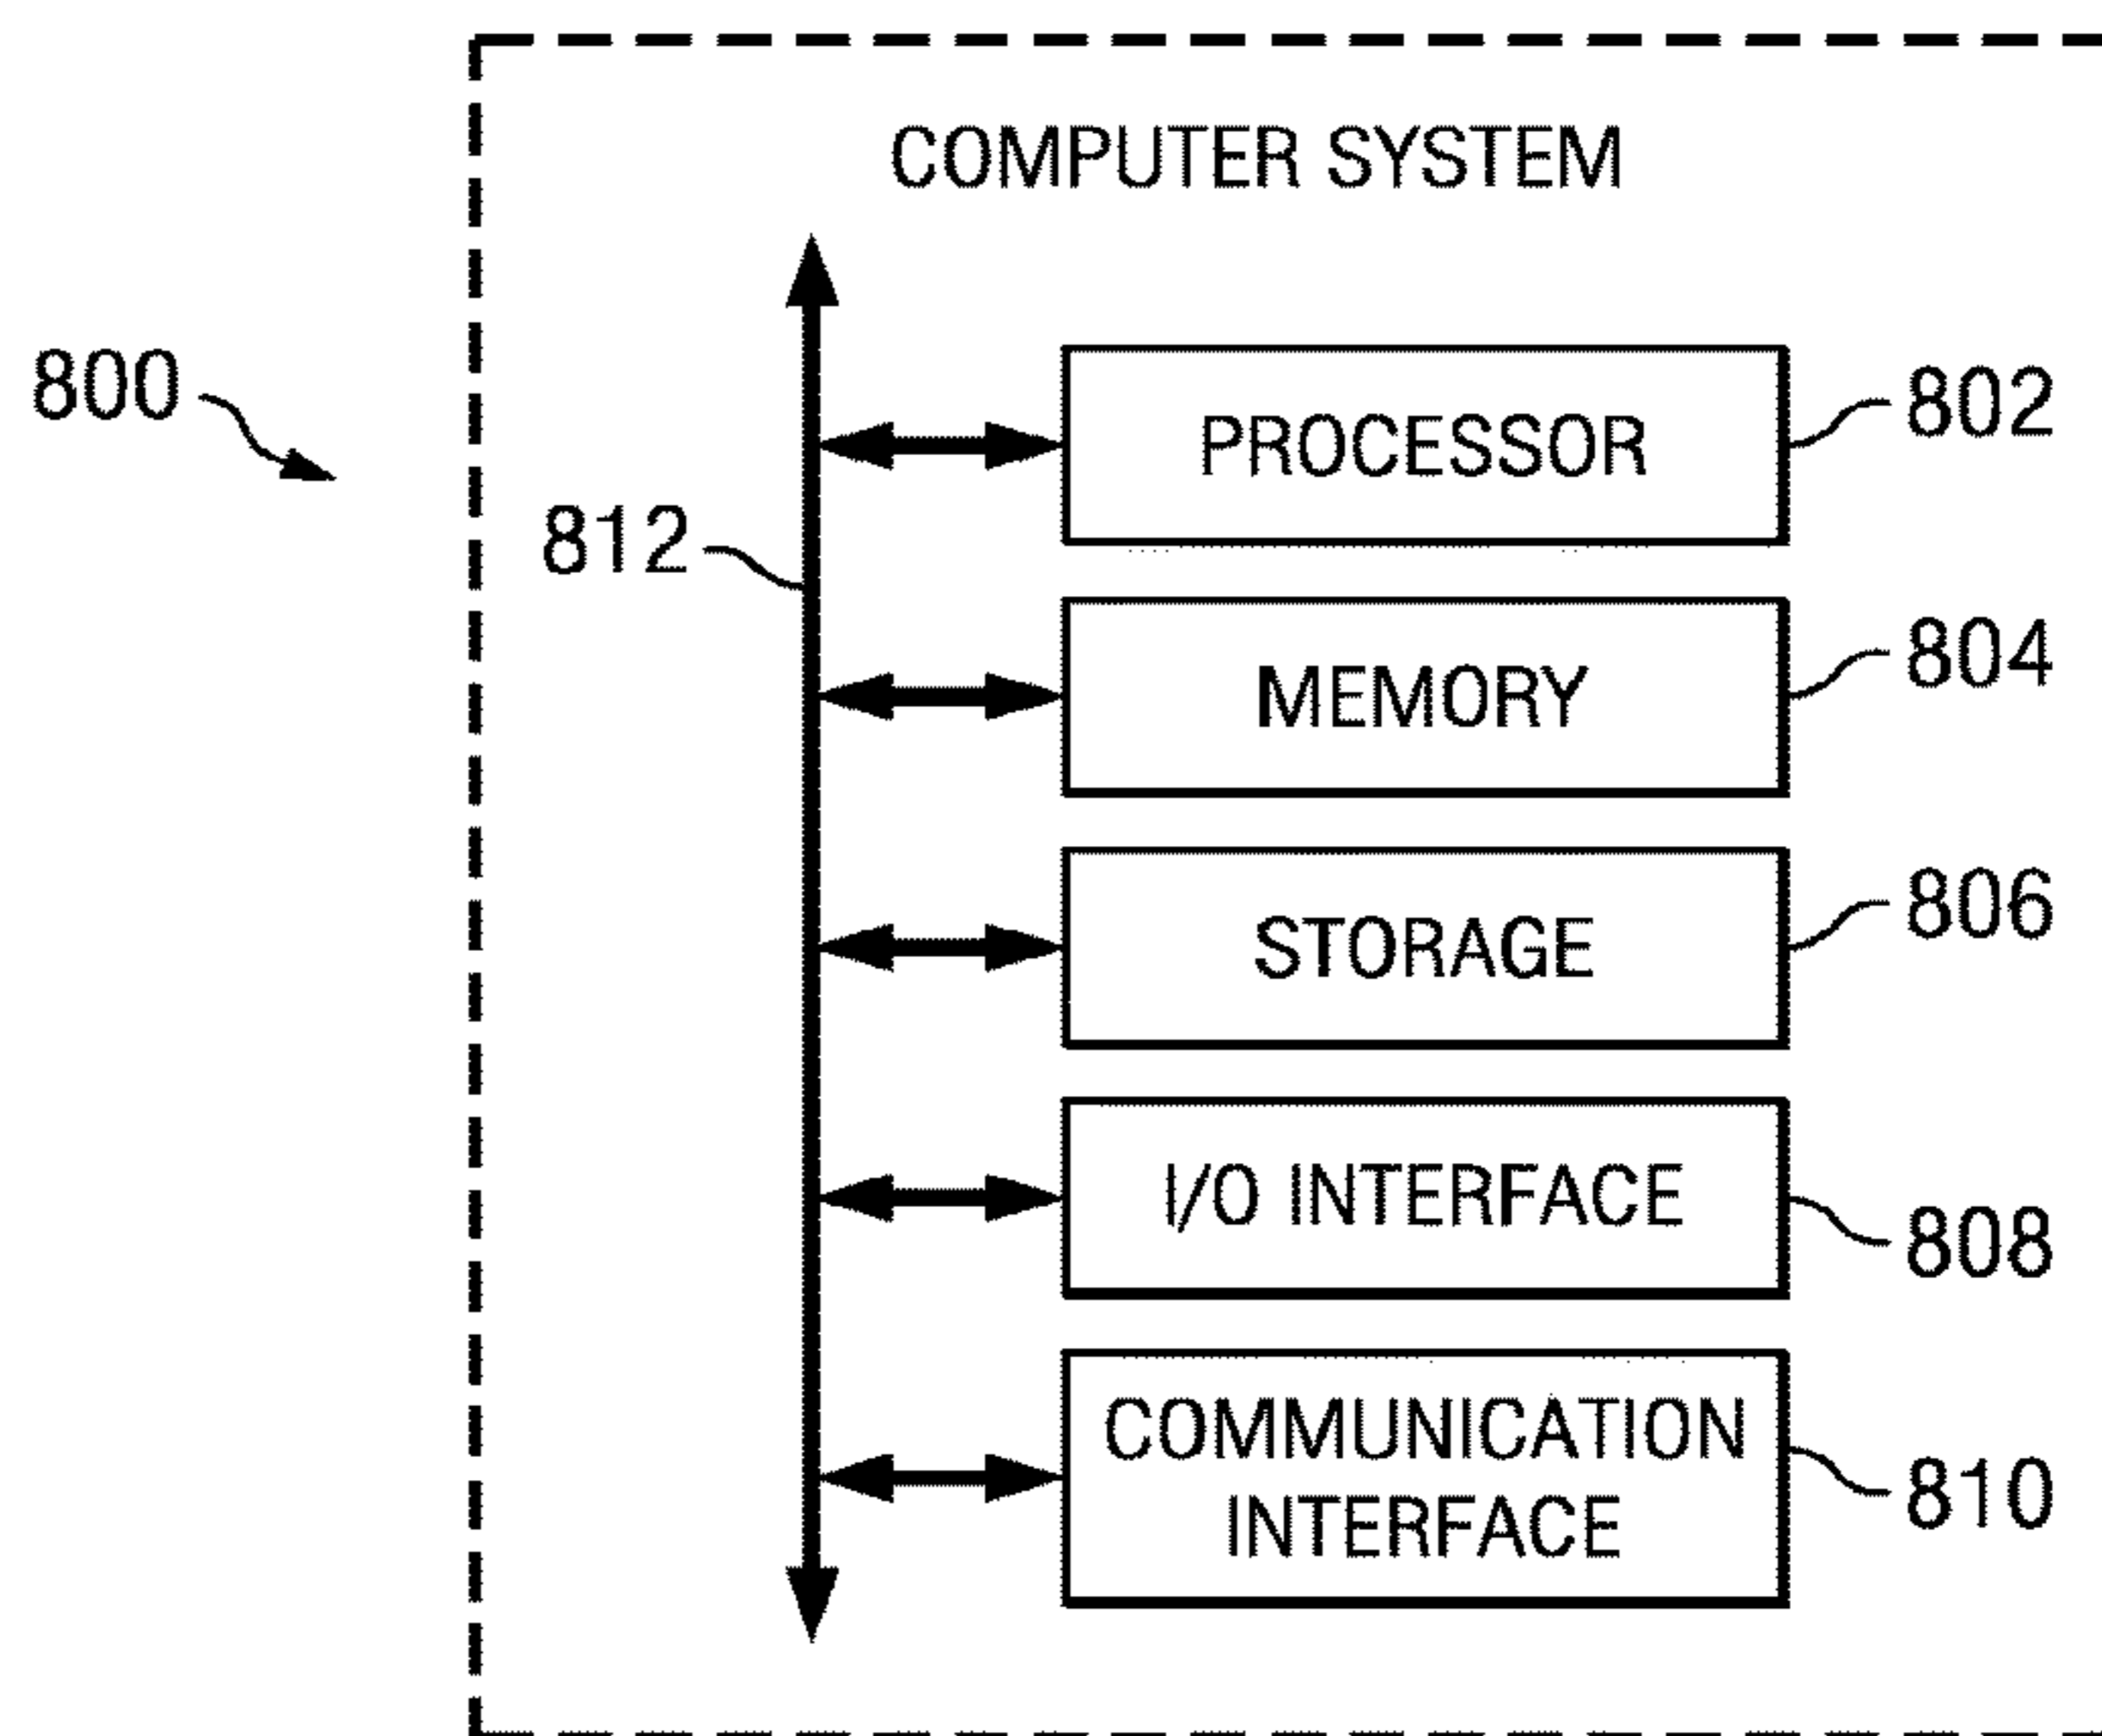 COMPUTER SYSTEM
800
PROCESSOR
802
812
MEMORY
804
STORAGE
806
I/O INTERFACE
808
COMMUNICATION
INTERFACE
810